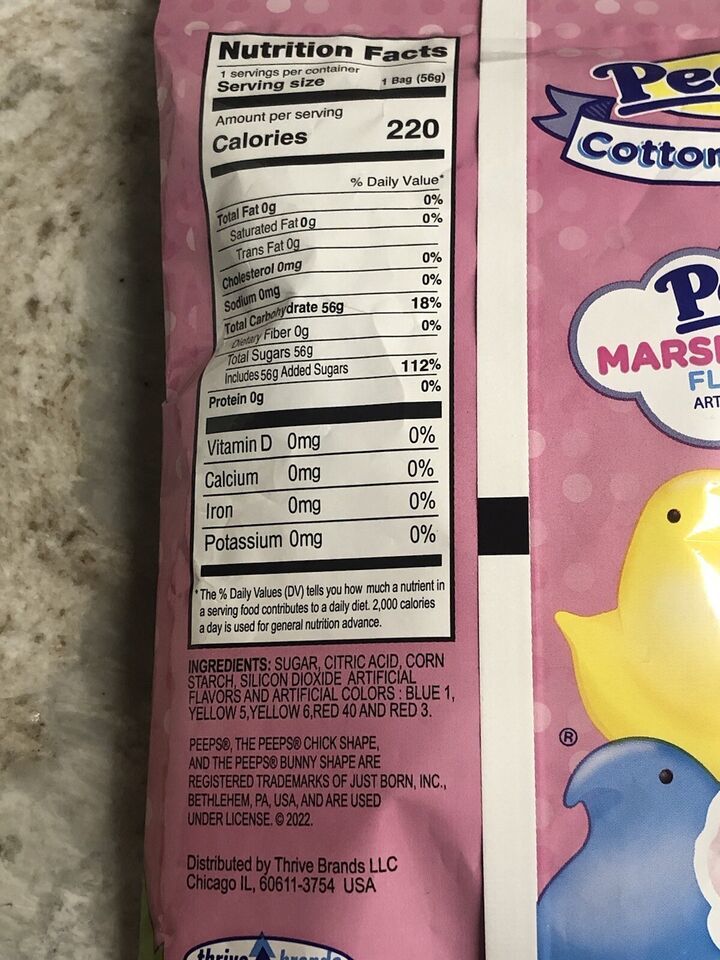 Nutrition Facts
1 servings per container
Serving size 1 Bag (56g)
Amount per serving
Calories 220
% Daily Value*
Total Fat 0g 0%
Saturated Fat 0g 0%
Trans Fat 0g
Cholesterol 0mg 0%
Sodium 0mg 0%
Total Carbohydrate 56g 18%
Dietary Fiber 0g 0%
Total Sugars 56g
Includes 56g Added Sugars 112%
Protein 0g 0%
Vitamin D 0mg 0%
Calcium 0mg 0%
Iron 0mg 0%
Potassium 0mg 0%
* The % Daily Values (DV) tells you how much a nutrient in
a serving food contributes to a daily diet. 2,000 calories
a day is used for general nutrition advance.
INGREDIENTS: SUGAR, CITRIC ACID, CORN
STARCH, SILICON DIOXIDE ARTIFICIAL
FLAVORS AND ARTIFICIAL COLORS : BLUE 1,
YELLOW 5,YELLOW 6,RED 40 AND RED 3.
PEEPS®, THE PEEPS® CHICK SHAPE,
AND THE PEEPS® BUNNY SHAPE ARE
REGISTERED TRADEMARKS OF JUST BORN, INC.,
BETHLEHEM, PA, USA, AND ARE USED
UNDER LICENSE. © 2022.
Distributed by Thrive Brands LLC
Chicago IL, 60611-3754 USA
thrive brands
Pee
Cotton
P
MARS
FL
ART
®